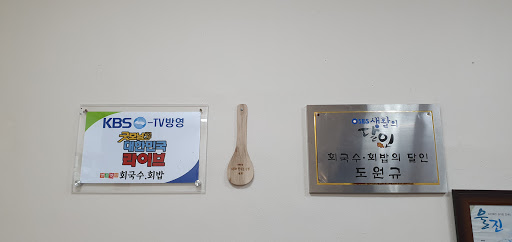 KBS -TV방영
굿모닝
대한민국
라이브
회국수,회밥
SBS 생활의
달인
회국수·회밥의 달인
도원규
울진